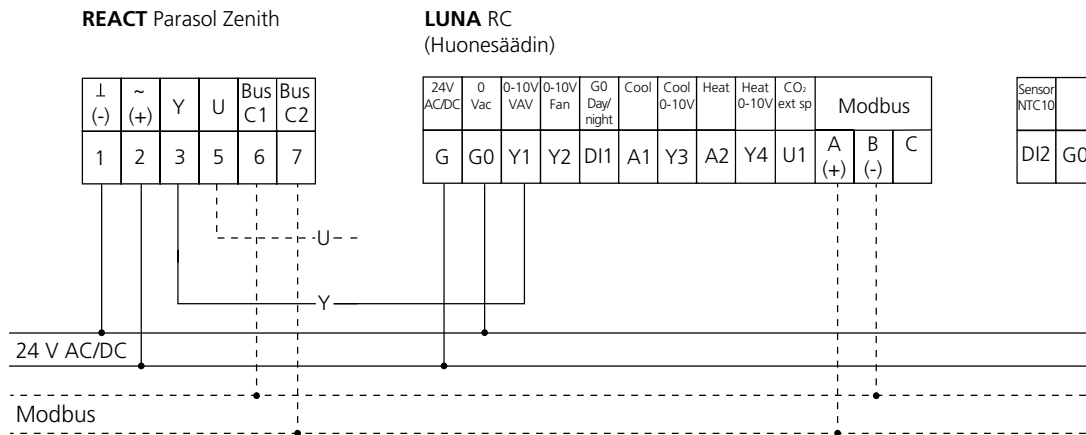 REACT Parasol Zenith
LUNA RC
(Huonesäädin)
⊥ ~ Y U Bus Bus
(-) (+) C1 C2
1 2 3 5 6 7
24V 0 0-10V 0-10V G0 Cool Cool Heat Heat CO₂ Modbus
AC/DC Vac VAV Fan Day/ 0-10V 0-10V ext sp
night
G G0 Y1 Y2 DI1 A1 Y3 A2 Y4 U1 A B C
(+) (-)
Sensor
NTC10
DI2 G0
U
Y
24 V AC/DC
Modbus